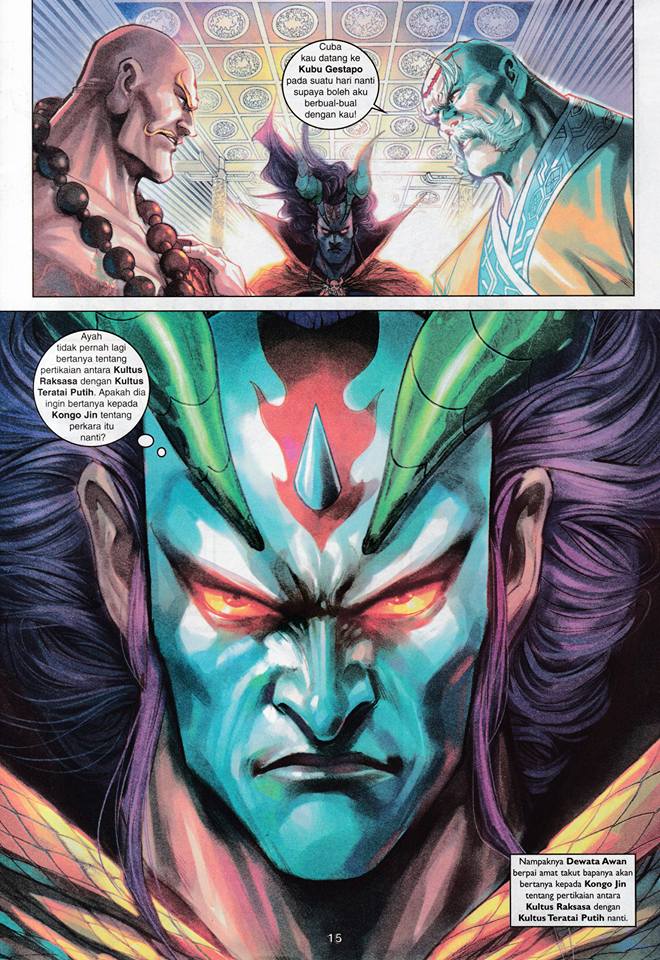 Cuba
kau datang ke
Kubu Gestapo
pada suatu hari nanti
supaya boleh aku
berbual-bual
dengan kau!
Ayah
tidak pernah lagi
bertanya tentang
pertikaian antara Kultus
Raksasa dengan Kultus
Teratai Putih. Apakah dia
ingin bertanya kepada
Kongo Jin tentang
perkara itu
nanti?
Nampaknya Dewata Awan
berpai amat takut bapanya akan
bertanya kepada Kongo Jin
tentang pertikaian antara
Kultus Raksasa dengan
Kultus Teratai Putih nanti.
15